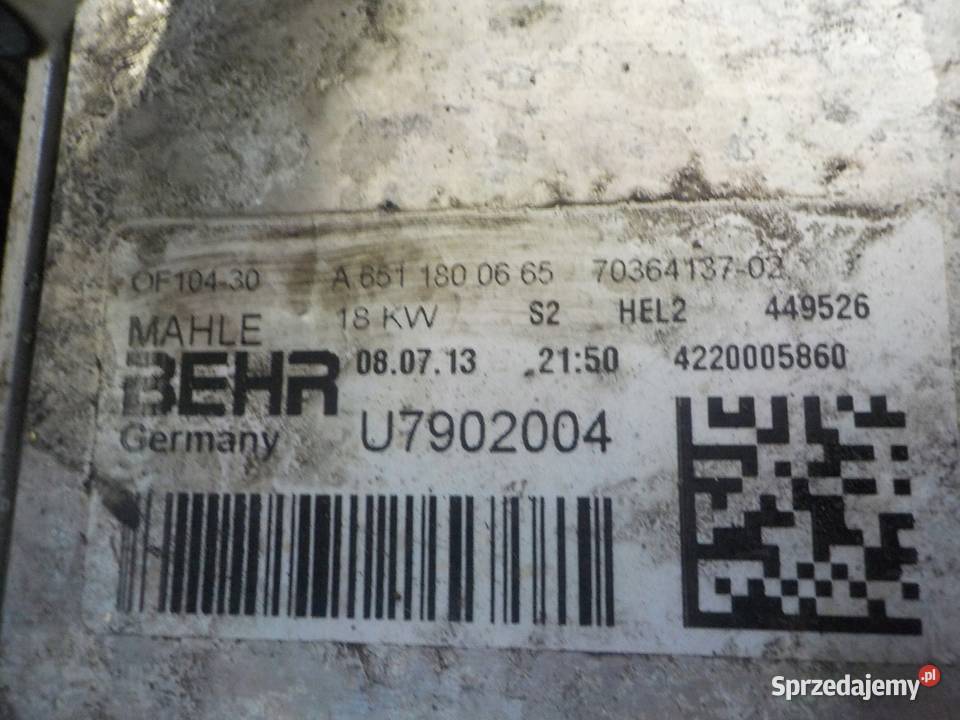 OF104-30 A 651 180 06 65 70364137-02
MAHLE 18 KW S2 HEL2 449526
BEHR 08.07.13 21:50 4220005860
Germany U7902004
Sprzedajemy.pl